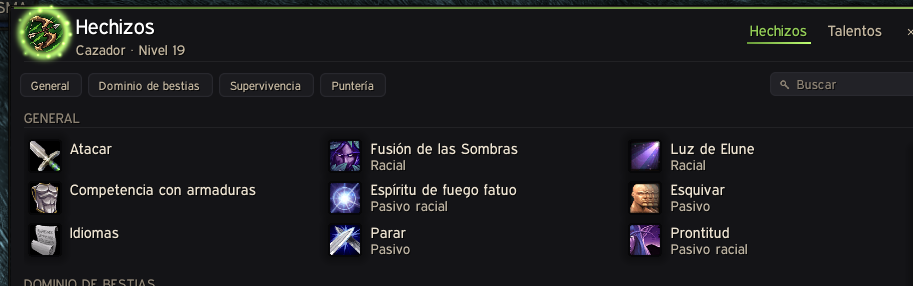 Hechizos
Cazador · Nivel 19
Hechizos Talentos ×
General Dominio de bestias Supervivencia Puntería Buscar
GENERAL
Atacar
Fusión de las Sombras
Racial
Luz de Elune
Racial
Competencia con armaduras
Espíritu de fuego fatuo
Pasivo racial
Esquivar
Pasivo
Idiomas
Parar
Pasivo
Prontitud
Pasivo racial
DOMINIO DE BESTIAS